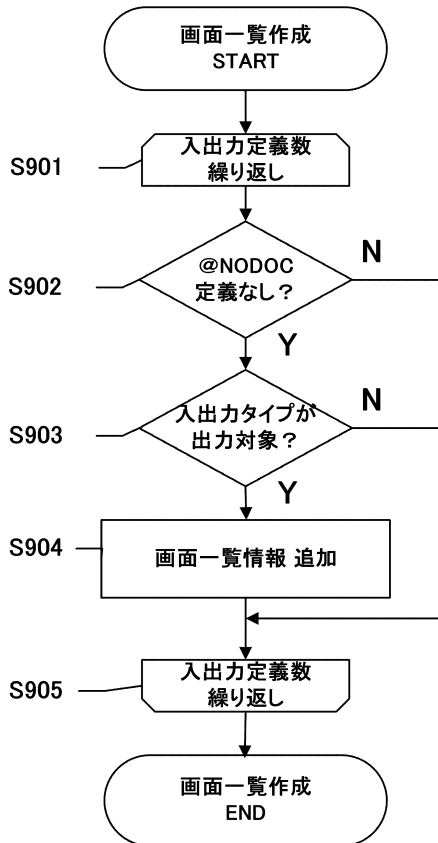 画面一覧作成
START
S901
入出力定義数
繰り返し
S902
@NODOC
定義なし?
N
Y
S903
入出力タイプが
出力対象?
N
Y
S904
画面一覧情報 追加
S905
入出力定義数
繰り返し
画面一覧作成
END